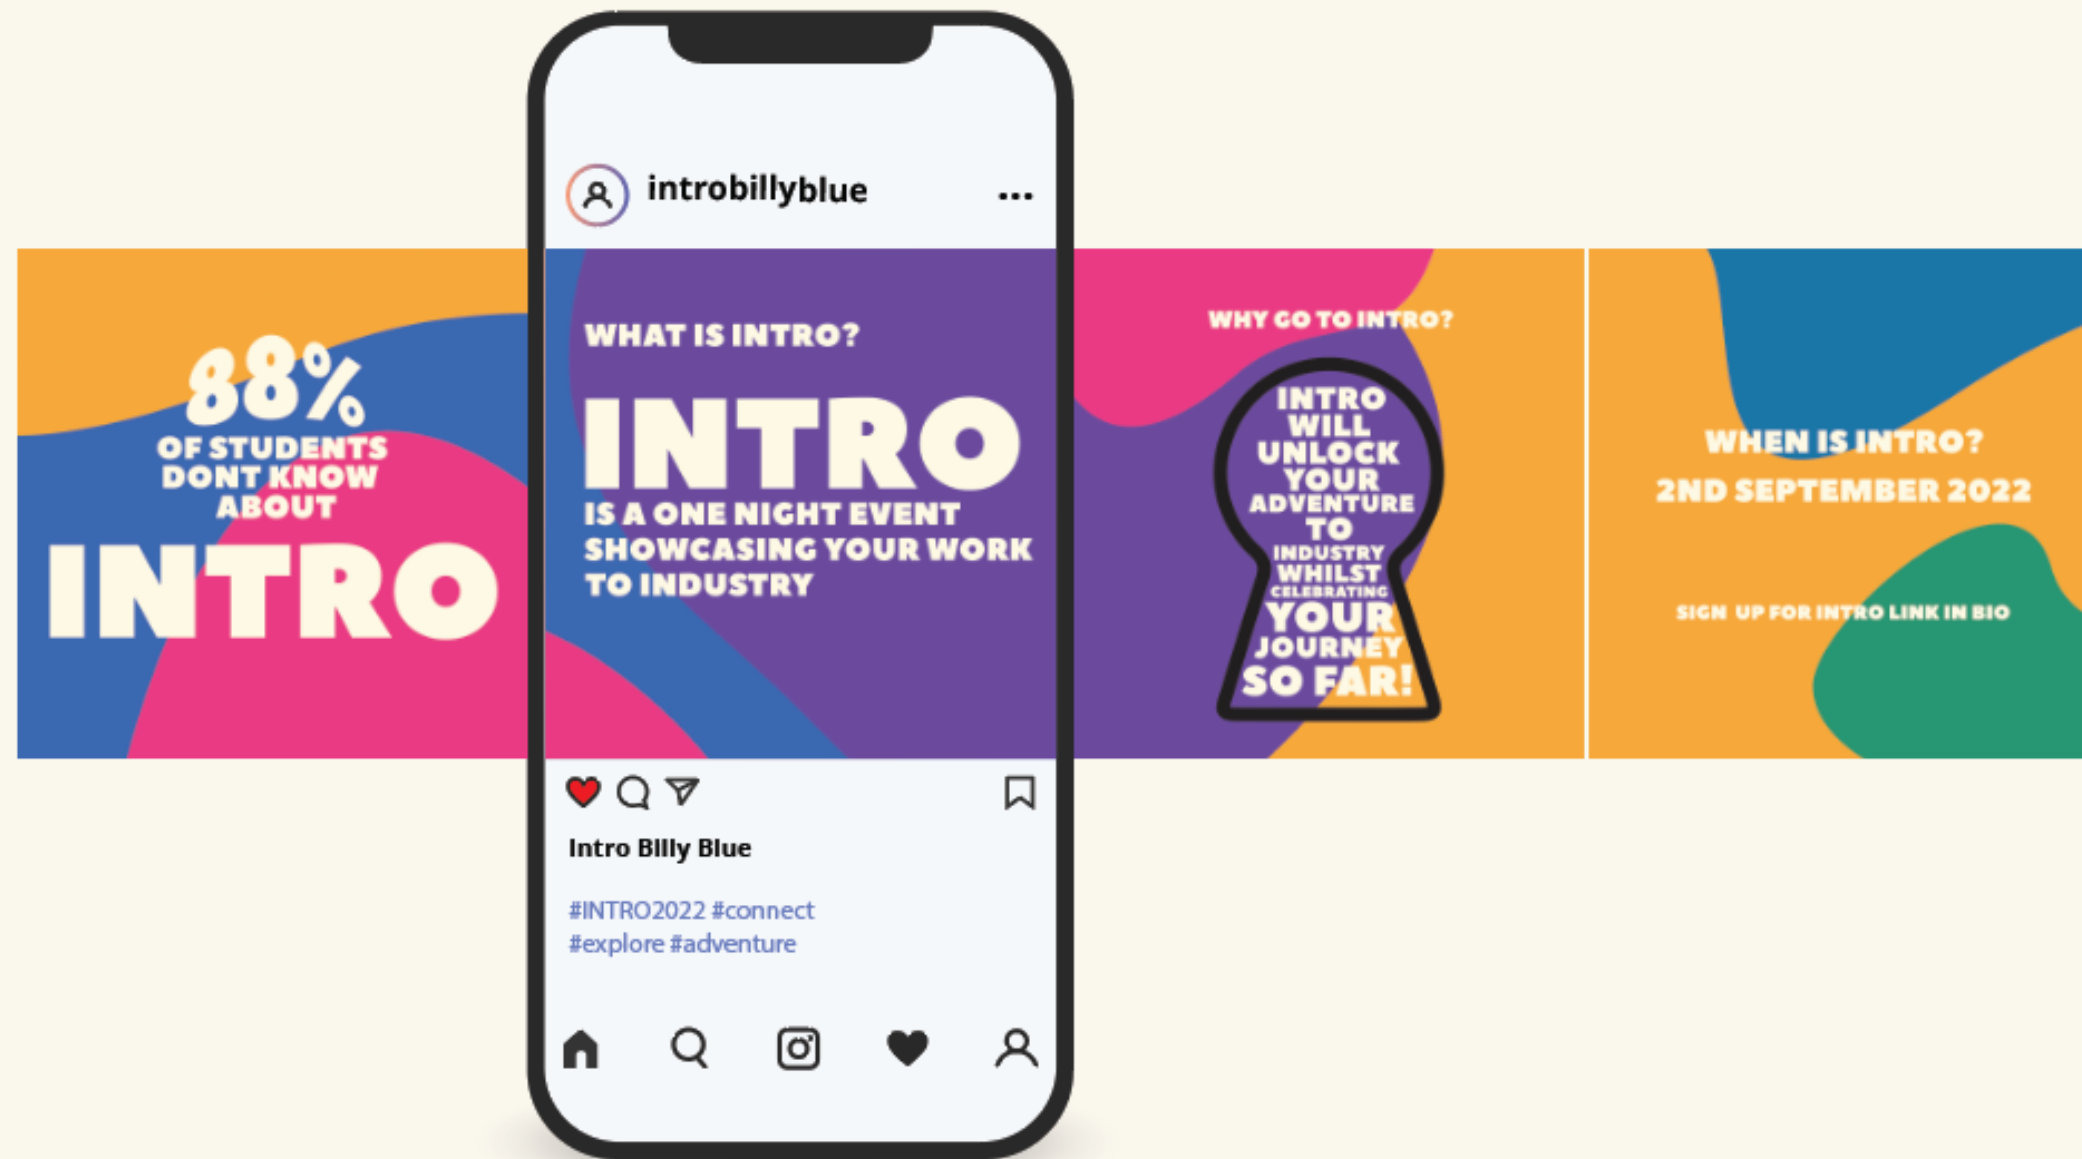 88%
OF STUDENTS
DONT KNOW
ABOUT
INTRO
introbillyblue
WHAT IS INTRO?
INTRO
IS A ONE NIGHT EVENT
SHOWCASING YOUR WORK
TO INDUSTRY
Intro Billy Blue
#INTRO2022 #connect
#explore #adventure
WHY GO TO INTRO?
INTRO
WILL
UNLOCK
YOUR
ADVENTURE
TO
INDUSTRY
WHILST
CELEBRATING
YOUR
JOURNEY
SO FAR!
WHEN IS INTRO?
2ND SEPTEMBER 2022
SIGN UP FOR INTRO LINK IN BIO